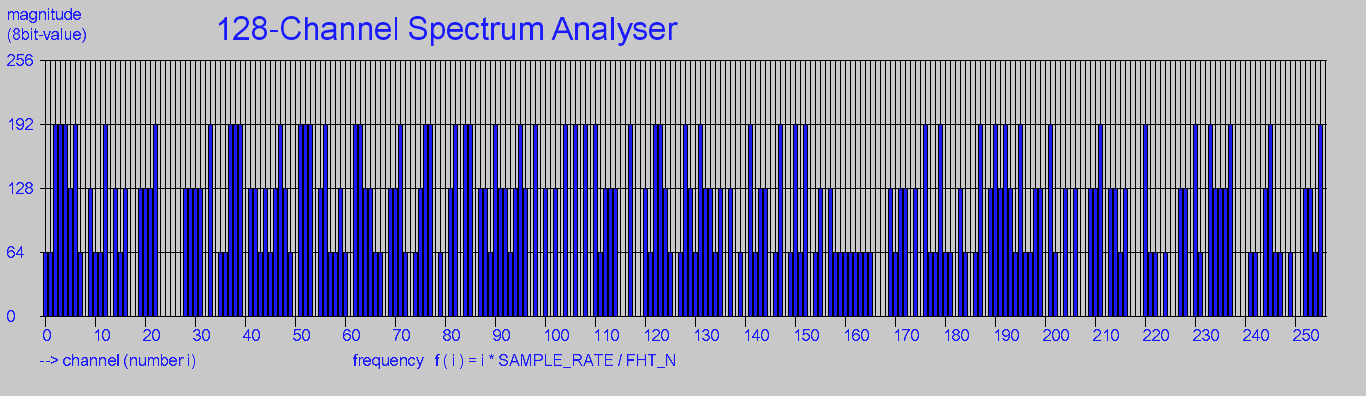 magnitude
(8bit-value)
128-Channel Spectrum Analyser
256
192
128
64
0
0 10 20 30 40 50 60 70 80 90 100 110 120 130 140 150 160 170 180 190 200 210 220 230 240 250
--> channel (number i)
frequency f ( i ) = i * SAMPLE_RATE / FHT_N